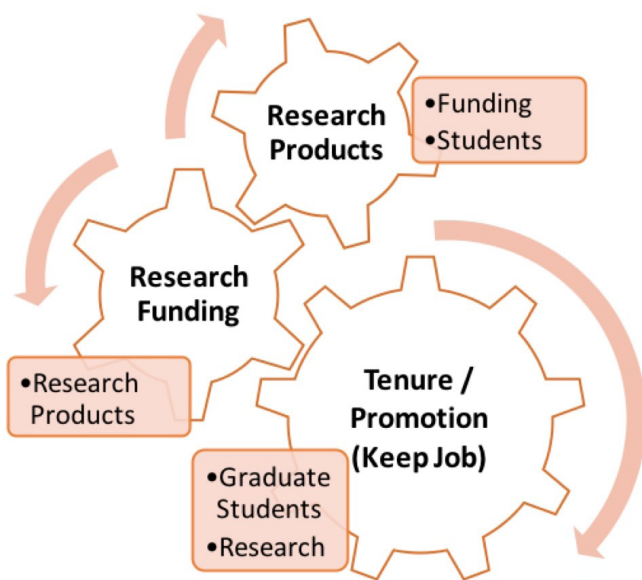 Research
Products
•Funding
•Students
Research
Funding
•Research
Products
Tenure /
Promotion
(Keep Job)
•Graduate
Students
•Research